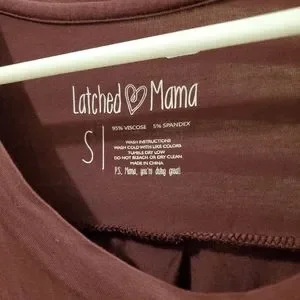 Latched Mama
S
95% VISCOSE 5% SPANDEX
WASH INSTRUCTIONS
WASH COLD WITH LIKE COLORS
TUMBLE DRY LOW
DO NOT BLEACH OR DRY CLEAN
MADE IN CHINA
P.S. Mama, you're doing great!